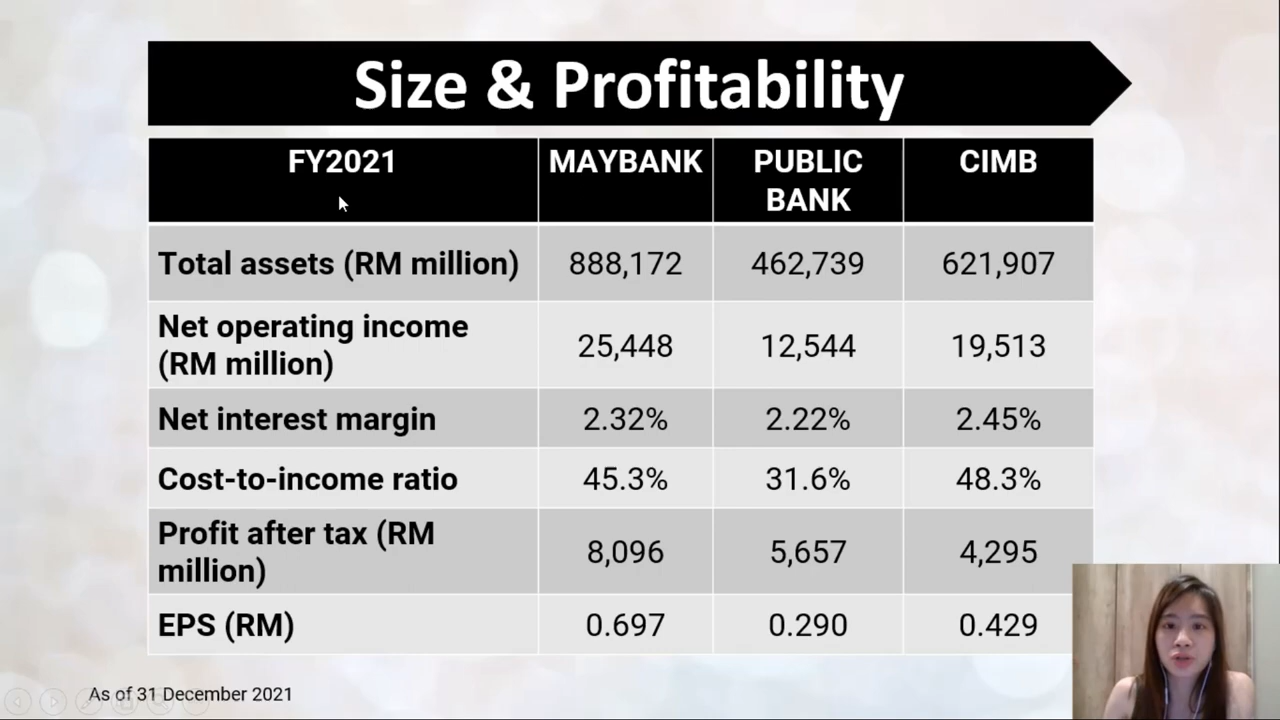 Size & Profitability
FY2021 MAYBANK PUBLIC BANK CIMB
Total assets (RM million) 888,172 462,739 621,907
Net operating income (RM million) 25,448 12,544 19,513
Net interest margin 2.32% 2.22% 2.45%
Cost-to-income ratio 45.3% 31.6% 48.3%
Profit after tax (RM million) 8,096 5,657 4,295
EPS (RM) 0.697 0.290 0.429
As of 31 December 2021